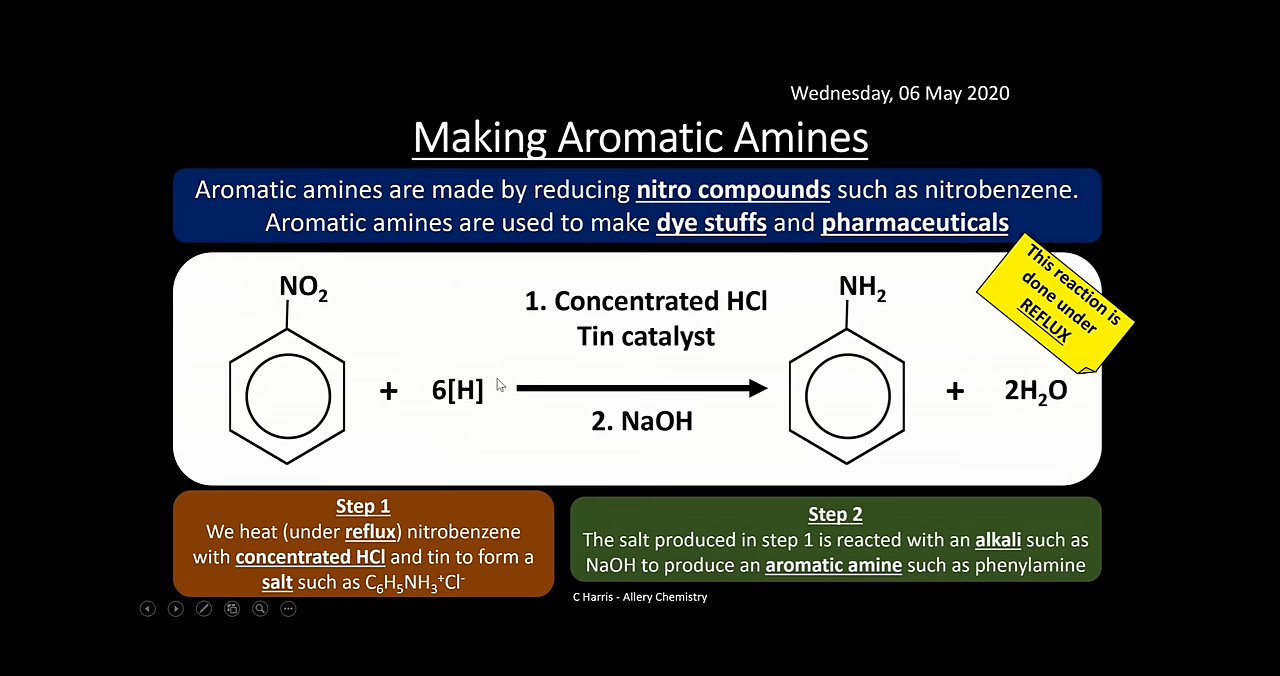 Wednesday, 06 May 2020
Making Aromatic Amines
Aromatic amines are made by reducing nitro compounds such as nitrobenzene.
Aromatic amines are used to make dye stuffs and pharmaceuticals
This reaction is
done under
REFLUX
NO₂
1. Concentrated HCl
Tin catalyst
NH₂
+ 6[H]
+ 2H₂O
2. NaOH
Step 1
We heat (under reflux) nitrobenzene
with concentrated HCl and tin to form a
salt such as C₆H₅NH₃⁺Cl⁻
Step 2
The salt produced in step 1 is reacted with an alkali such as
NaOH to produce an aromatic amine such as phenylamine
C Harris - Allery Chemistry